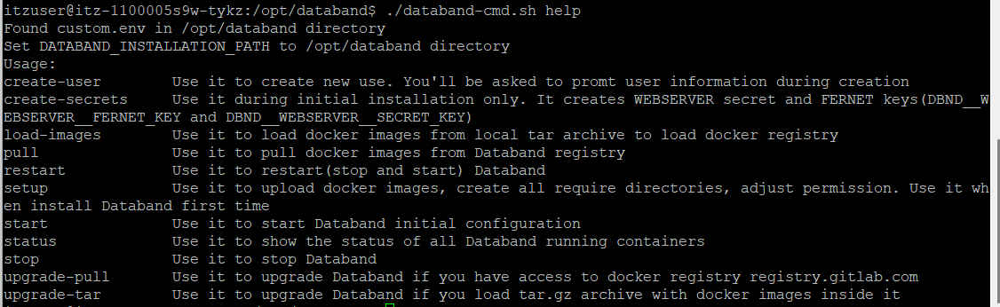 itzuser@itz-1100005s9w-tykz:/opt/databand$ ./databand-cmd.sh help
Found custom.env in /opt/databand directory
Set DATABAND_INSTALLATION_PATH to /opt/databand directory
Usage:
create-user        Use it to create new use. You'll be asked to promt user information during creation
create-secrets     Use it during initial installation only. It creates WEBSERVER secret and FERNET keys(DBND__W
EBSERVER__FERNET_KEY and DBND__WEBSERVER__SECRET_KEY)
load-images        Use it to load docker images from local tar archive to load docker registry
pull               Use it to pull docker images from Databand registry
restart            Use it to restart(stop and start) Databand
setup              Use it to upload docker images, create all require directories, adjust permission. Use it wh
en install Databand first time
start              Use it to start Databand initial configuration
status             Use it to show the status of all Databand running containers
stop               Use it to stop Databand
upgrade-pull       Use it to upgrade Databand if you have access to docker registry registry.gitlab.com
upgrade-tar        Use it to upgrade Databand if you load tar.gz archive with docker images inside it